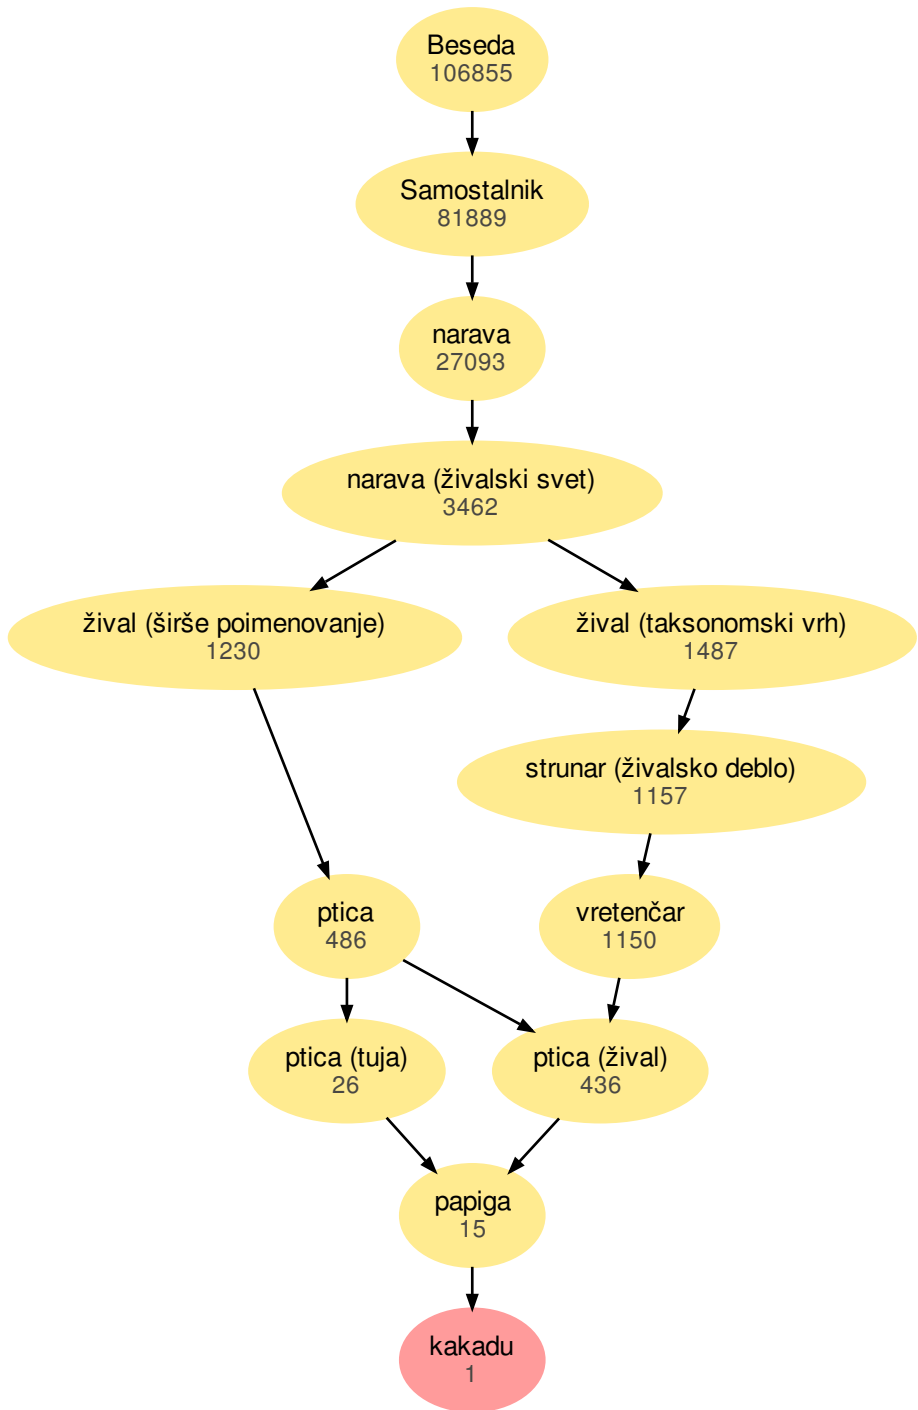 Beseda
106855
Samostalnik
81889
narava
27093
narava (živalski svet)
3462
žival (širše poimenovanje)
1230
žival (taksonomski vrh)
1487
strunar (živalsko deblo)
1157
ptica
486
vretenčar
1150
ptica (tuja)
26
ptica (žival)
436
papiga
15
kakadu
1